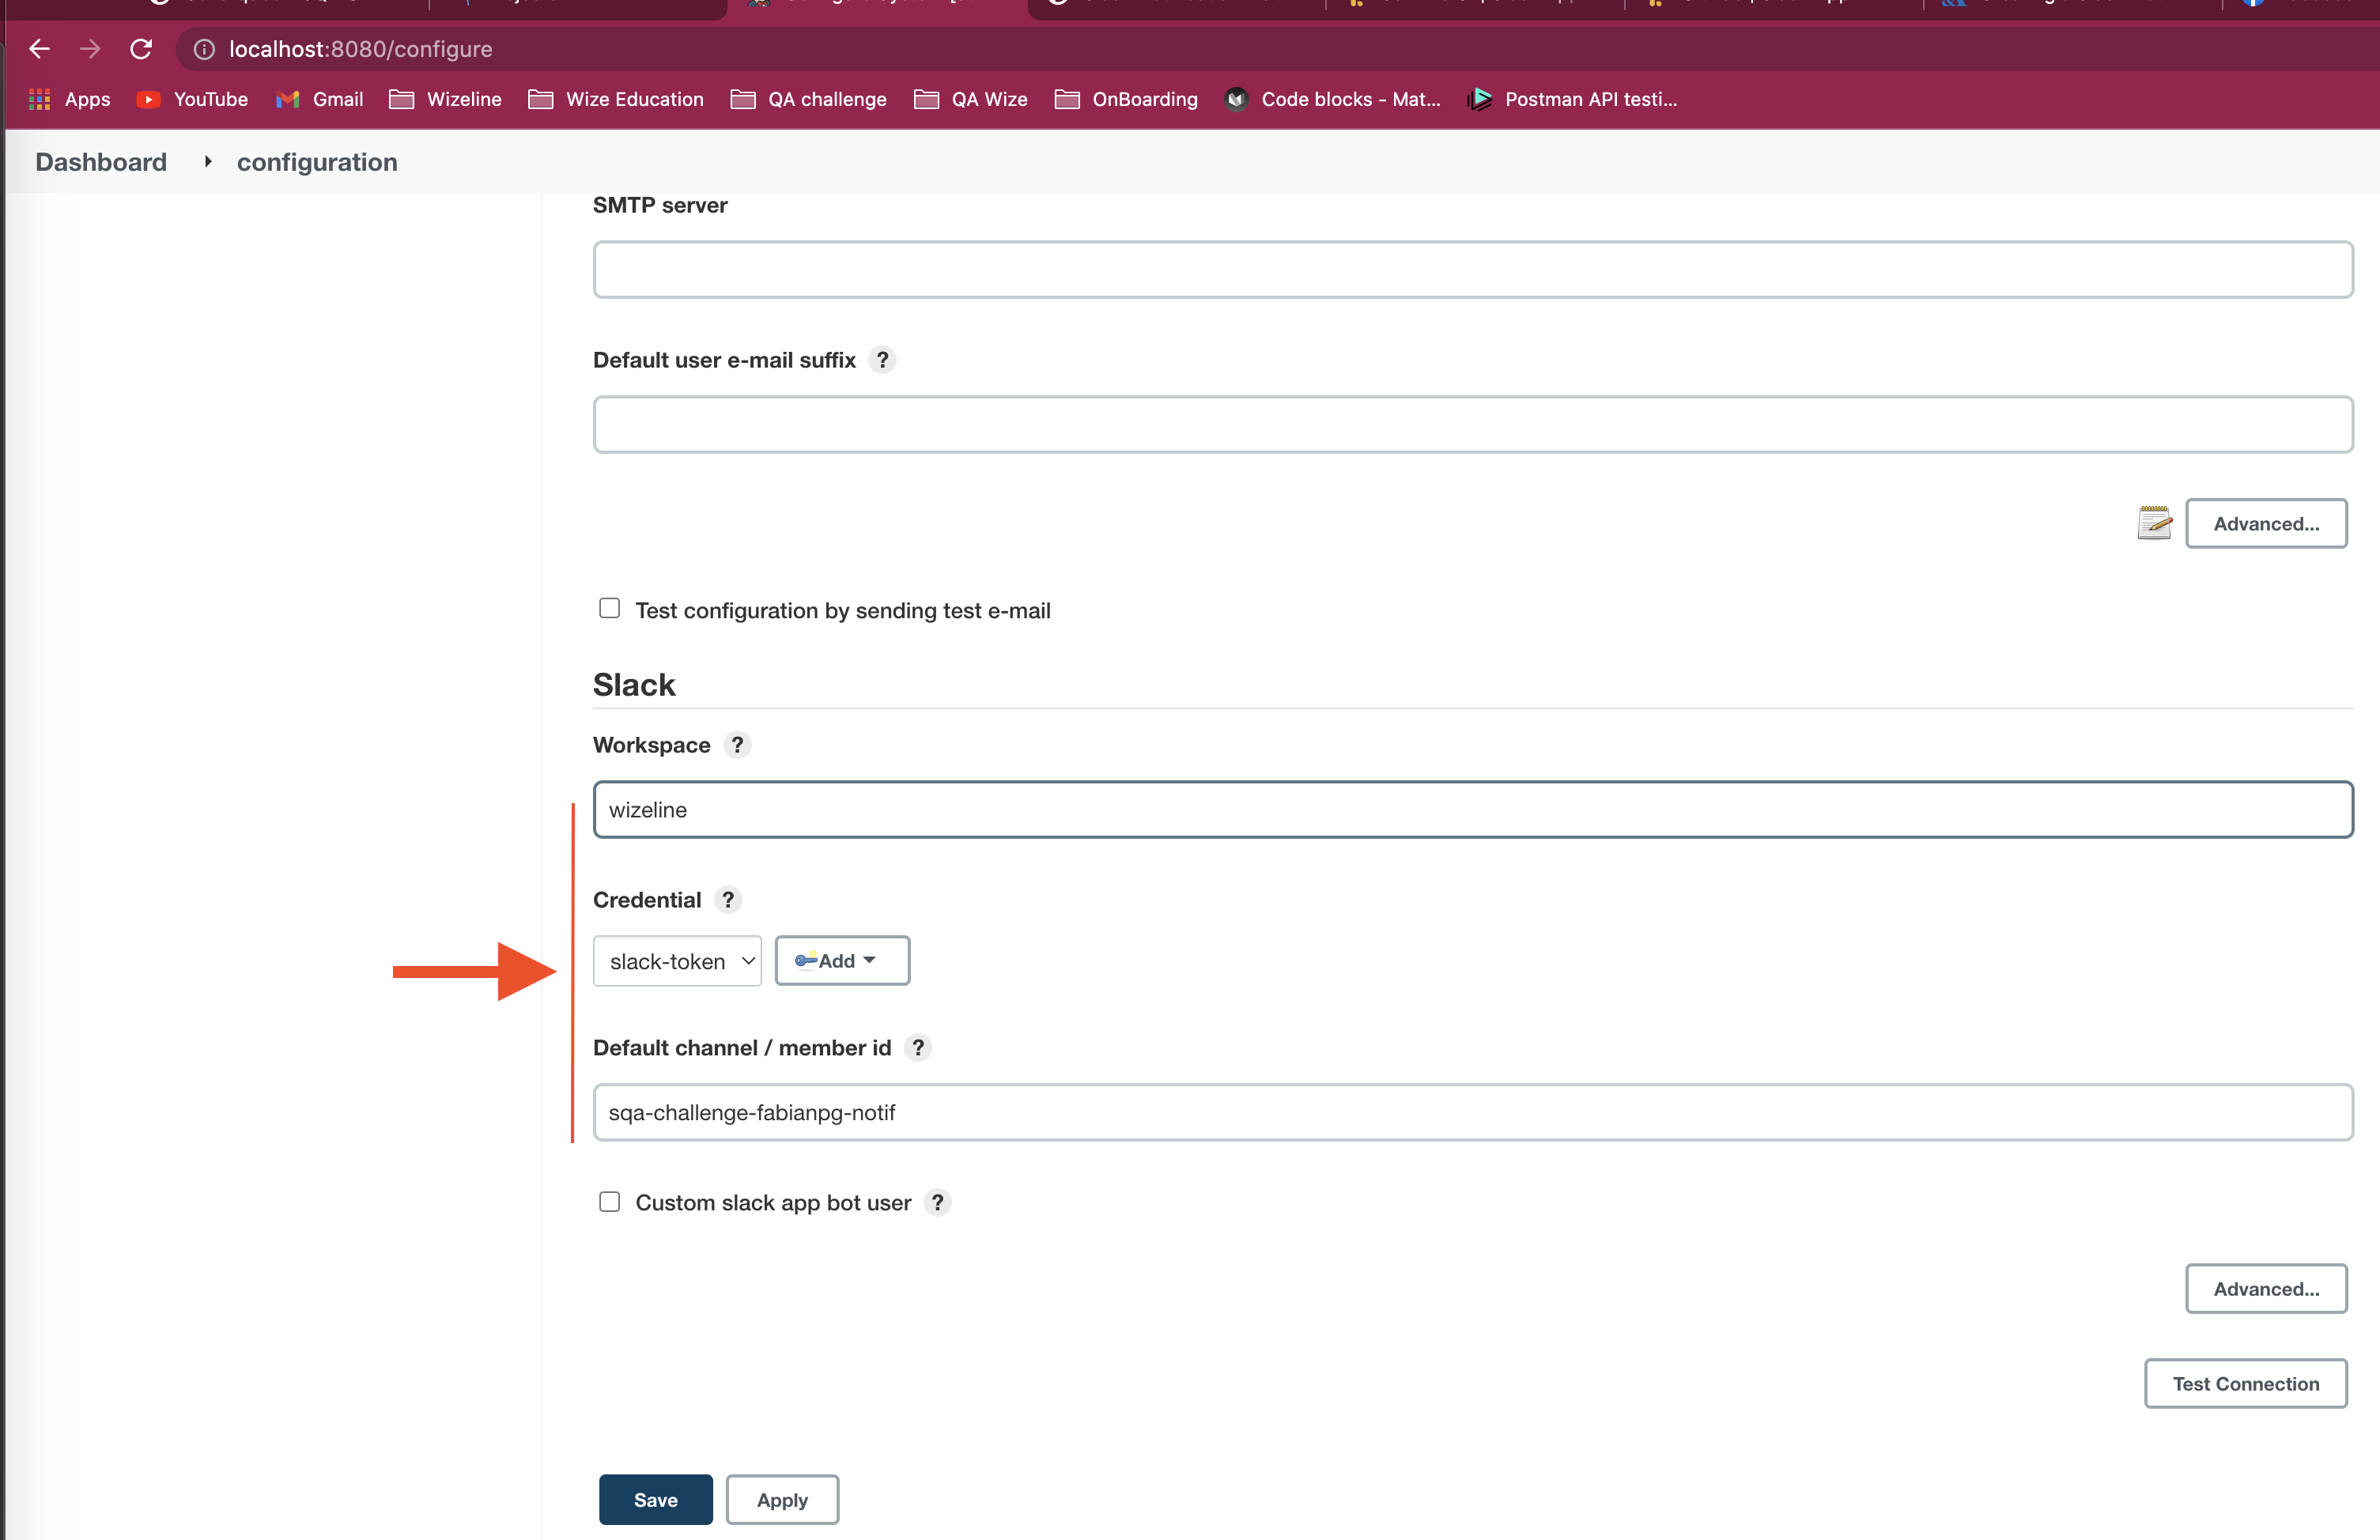 localhost:8080/configure
Apps YouTube Gmail Wizeline Wize Education QA challenge QA Wize OnBoarding Code blocks - Mat... Postman API testi...
Dashboard configuration
SMTP server
Default user e-mail suffix ?
Advanced...
Test configuration by sending test e-mail
Slack
Workspace ?
wizeline
Credential ?
slack-token Add
Default channel / member id ?
sqa-challenge-fabianpg-notif
Custom slack app bot user ?
Advanced...
Test Connection
Save Apply